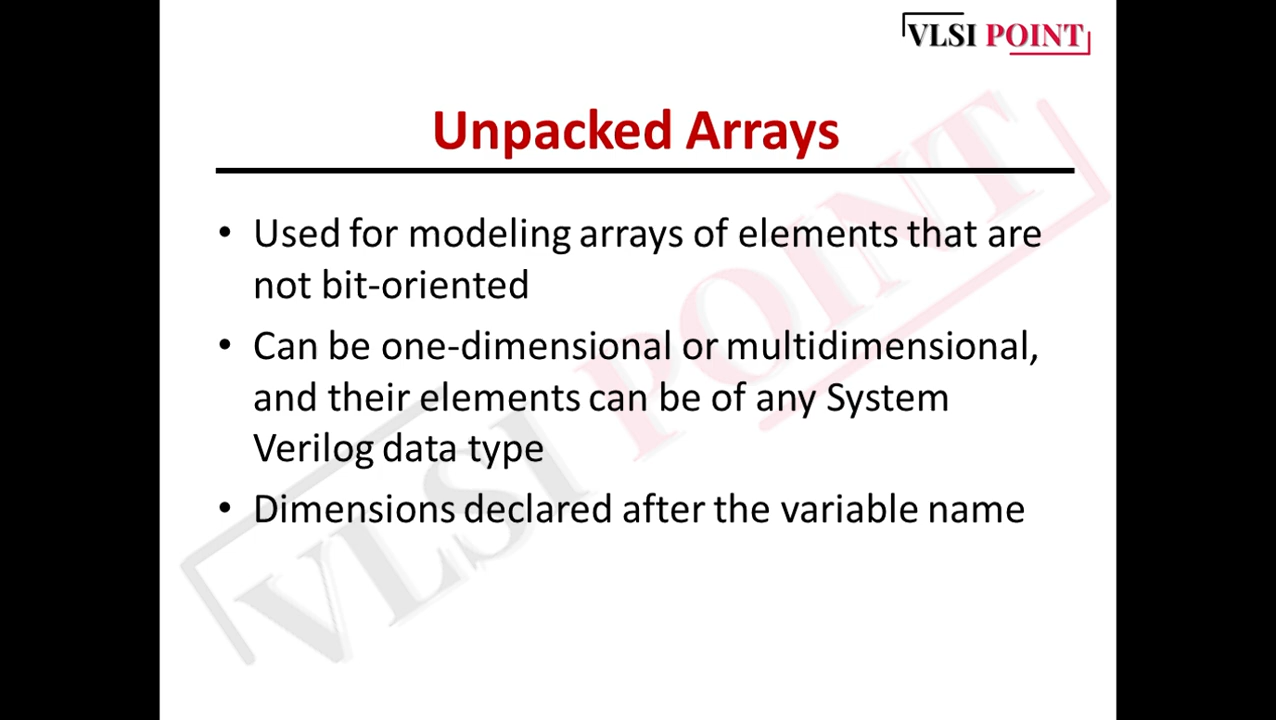 VLSI POINT
Unpacked Arrays
• Used for modeling arrays of elements that are
not bit-oriented
• Can be one-dimensional or multidimensional,
and their elements can be of any System
Verilog data type
• Dimensions declared after the variable name
VLSI POINT